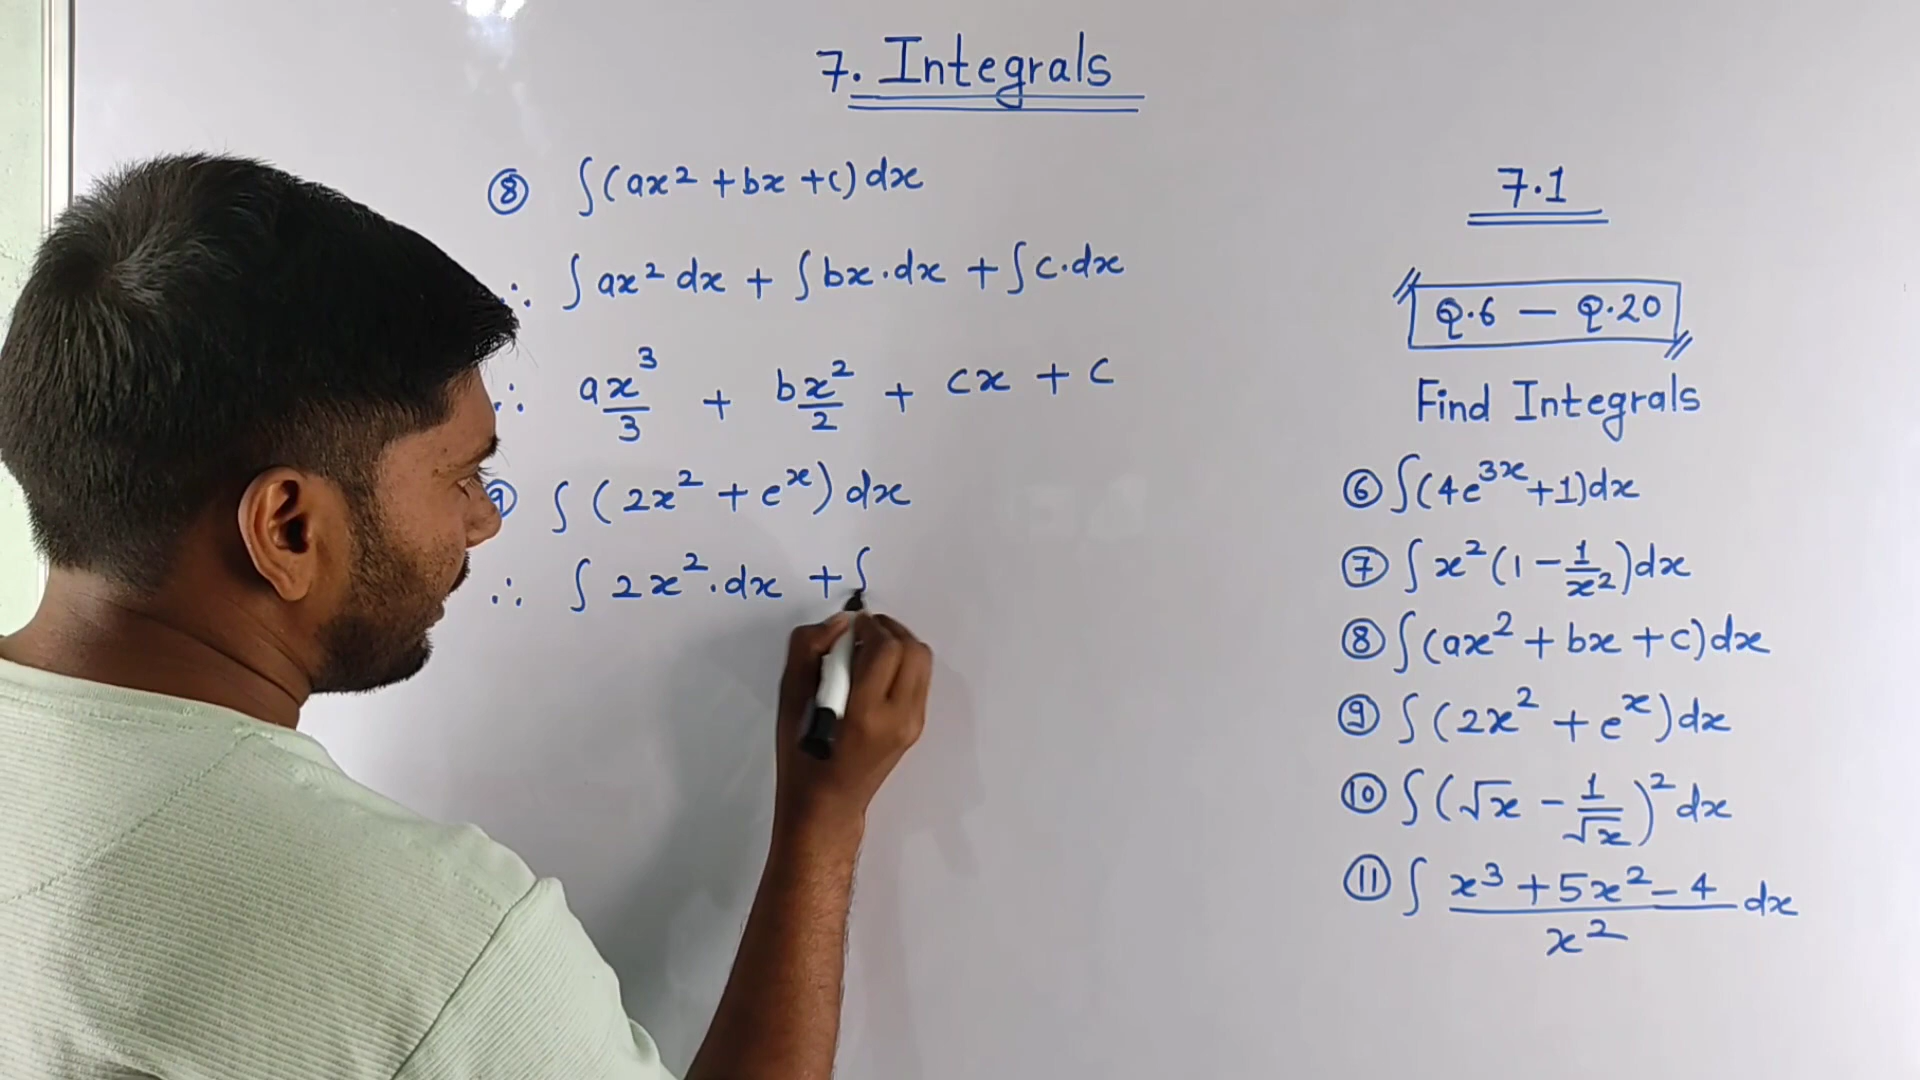 7. Integrals
⑧ ∫(ax² + bx + c) dx
∴ ∫ ax² dx + ∫ bx · dx + ∫ c · dx
∴ ax³/3 + bx²/2 + cx + c
⑨ ∫ (2x² + eˣ) dx
∴ ∫ 2x² · dx + ∫
7.1
Q.6 — Q.20
Find Integrals
⑥ ∫(4e³ˣ + 1)dx
⑦ ∫ x²(1 − 1/x²)dx
⑧ ∫(ax² + bx + c)dx
⑨ ∫(2x² + eˣ)dx
⑩ ∫(√x − 1/√x)² dx
⑪ ∫ (x³ + 5x² − 4)/x² dx